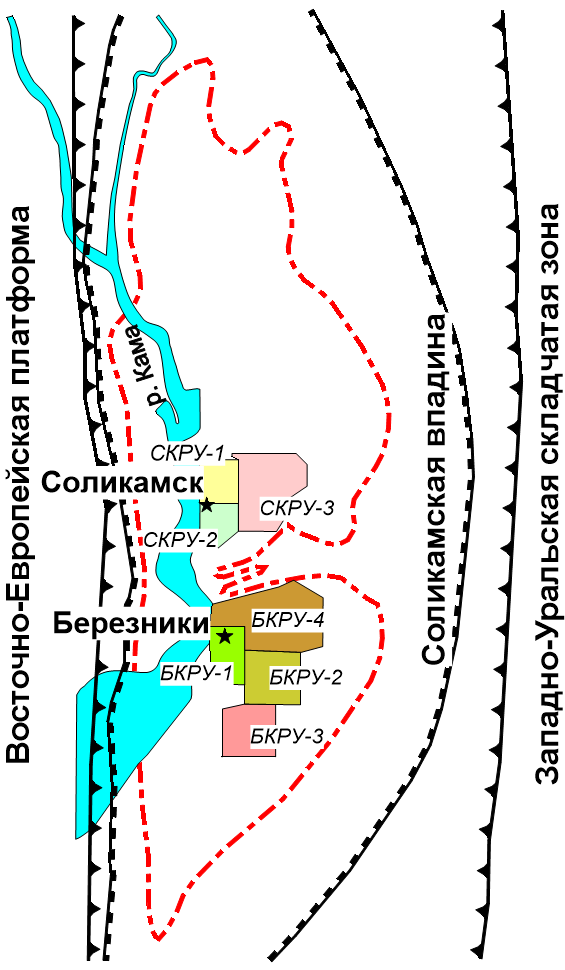 Восточно-Европейская платформа
р. Кама
Соликамская впадина
Западно-Уральская складчатая зона
СКРУ-1
Соликамск
СКРУ-3
СКРУ-2
Березники
БКРУ-4
БКРУ-1
БКРУ-2
БКРУ-3